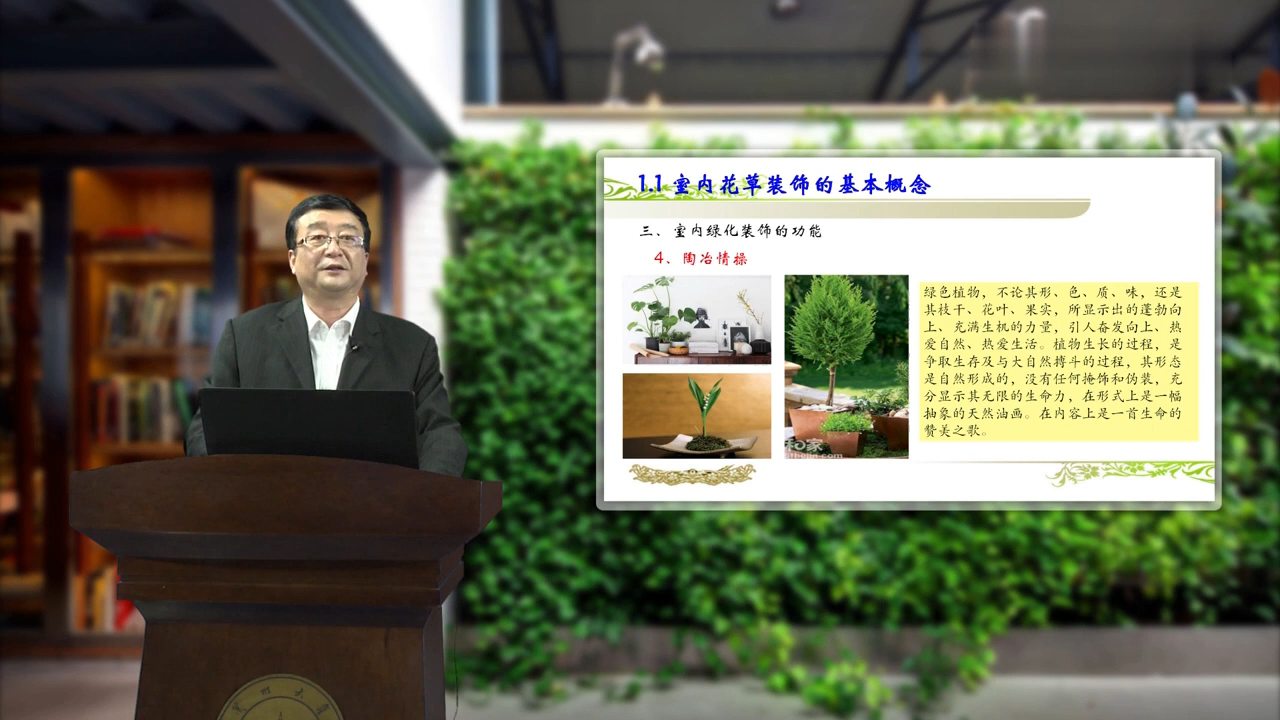 1.1 室内花草装饰的基本概念
三、室内绿化装饰的功能
4、陶冶情操
绿色植物，不论其形、色、质、味，还是
其枝干、花叶、果实，所显示出的蓬勃向
上、充满生机的力量，引人奋发向上、热
爱自然、热爱生活。植物生长的过程，是
争取生存及与大自然搏斗的过程，其形态
是自然形成的，没有任何掩饰和伪装，充
分显示其无限的生命力，在形式上是一幅
抽象的天然油画。在内容上是一首生命的
赞美之歌。